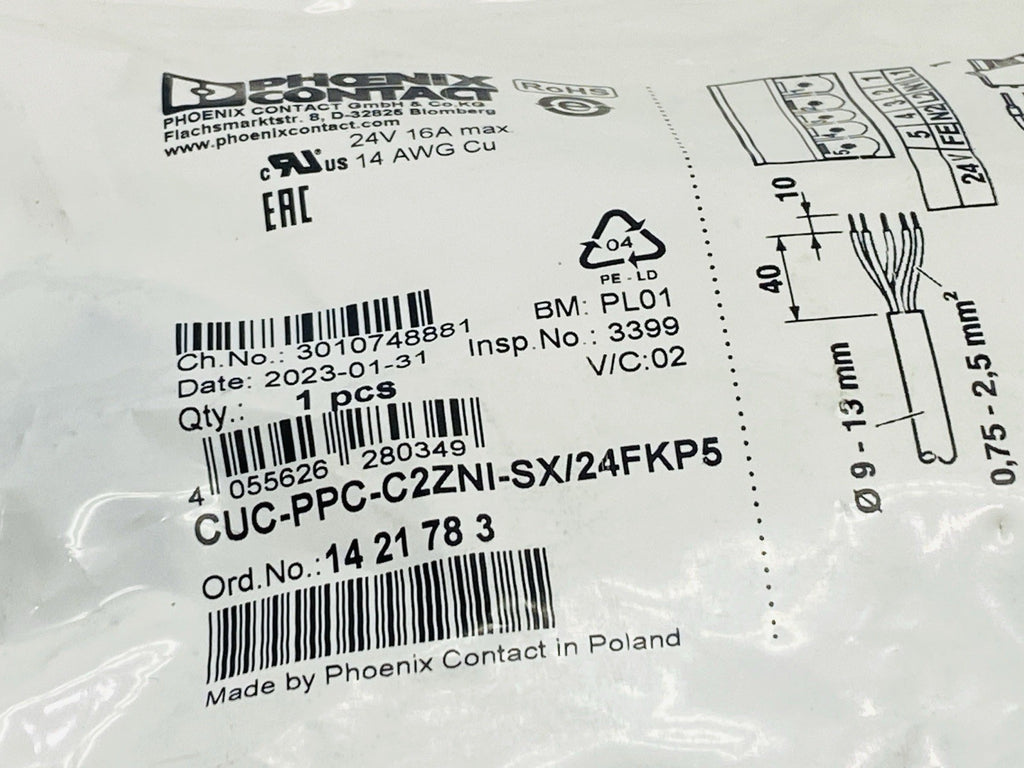 PHOENIX
CONTACT
PHOENIX CONTACT GmbH & Co.KG
Flachsmarktstr. 8, D-32825 Blomberg
www.phoenixcontact.com
RoHS
24V 16A max.
c RU US 14 AWG Cu
EAC
04
PE-LD
BM: PL01
Ch.No.: 3010748881
Insp.No.: 3399
Date: 2023-01-31
V/C:02
Qty.: 1 pcs
4 055626 280349
CUC-PPC-C2ZNI-SX/24FKP5
Ord.No.:14 21 78 3
Made by Phoenix Contact in Poland
5 4 3 2 1
24V
10
40
Ø 9 - 13 mm
0,75 - 2,5 mm²